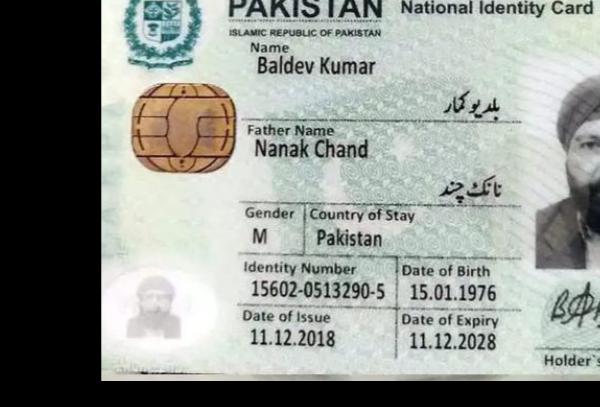 PAKISTAN National Identity Card
ISLAMIC REPUBLIC OF PAKISTAN
Name
Baldev Kumar
بلدیو کمار
Father Name
Nanak Chand
نانک چند
Gender Country of Stay
M Pakistan
Identity Number Date of Birth
15602-0513290-5 15.01.1976
Date of Issue Date of Expiry
11.12.2018 11.12.2028
Holder's